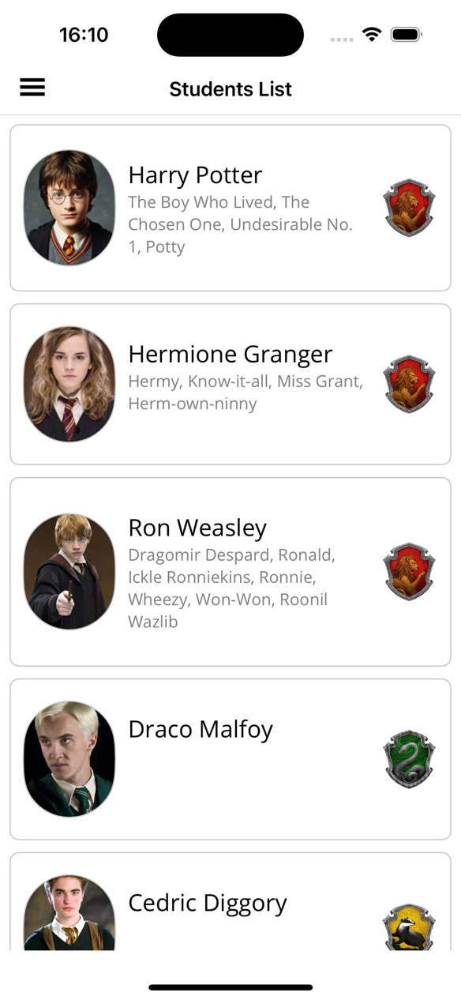 16:10
Students List
Harry Potter
The Boy Who Lived, The
Chosen One, Undesirable No.
1, Potty
Hermione Granger
Hermy, Know-it-all, Miss Grant,
Herm-own-ninny
Ron Weasley
Dragomir Despard, Ronald,
Ickle Ronniekins, Ronnie,
Wheezy, Won-Won, Roonil
Wazlib
Draco Malfoy
Cedric Diggory